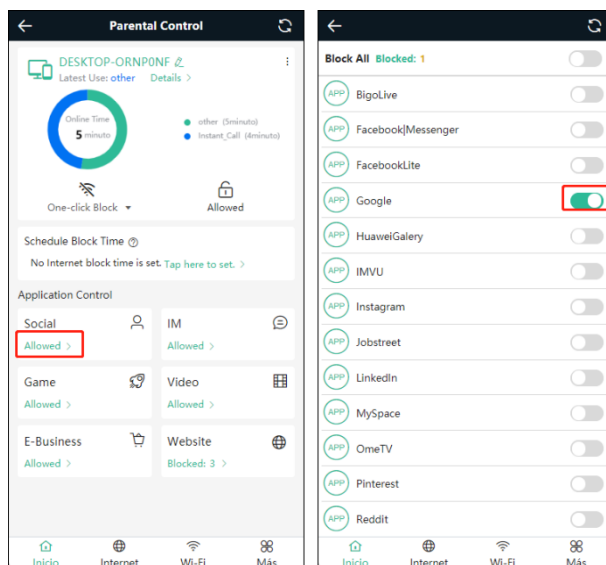 Parental Control
DESKTOP-ORNP0NF
Latest Use: other Details >
Online Time
5 minuto
other (5minuto)
Instant_Call (4minuto)
One-click Block
Allowed
Schedule Block Time
No Internet block time is set. Tap here to set. >
Application Control
Social
Allowed >
IM
Allowed >
Game
Allowed >
Video
Allowed >
E-Business
Allowed >
Website
Blocked: 3 >
Inicio Internet Wi-Fi Más
Block All Blocked: 1
APP BigoLive
APP Facebook|Messenger
APP FacebookLite
APP Google
APP HuaweiGalery
APP IMVU
APP Instagram
APP Jobstreet
APP LinkedIn
APP MySpace
APP OmeTV
APP Pinterest
APP Reddit
Inicio Internet Wi-Fi Más